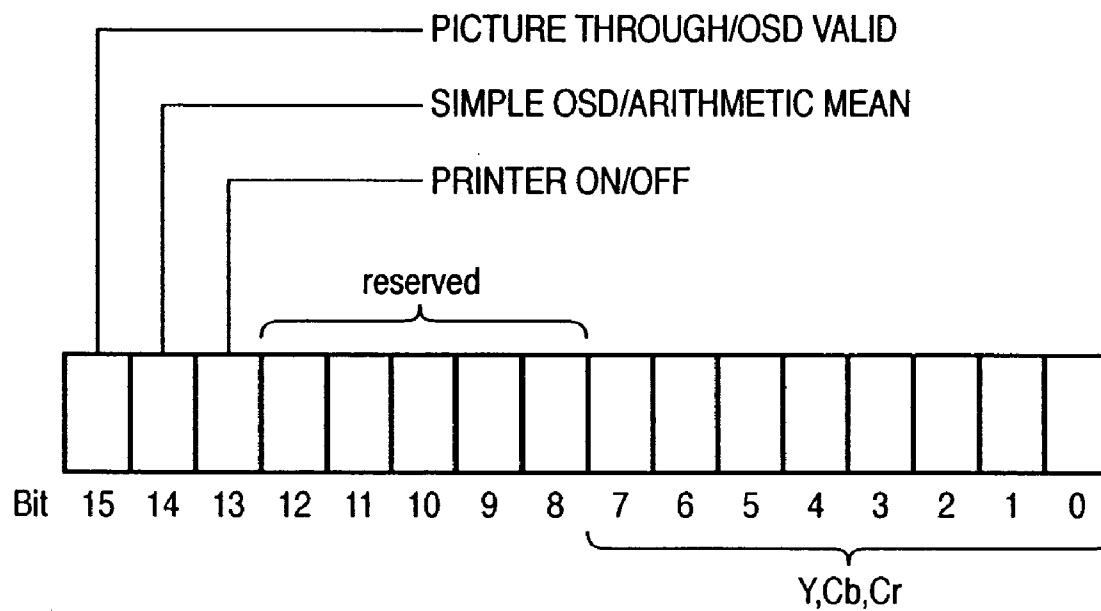 PICTURE THROUGH/OSD VALID
SIMPLE OSD/ARITHMETIC MEAN
PRINTER ON/OFF
reserved
Bit 15 14 13 12 11 10 9 8 7 6 5 4 3 2 1 0
Y,Cb,Cr